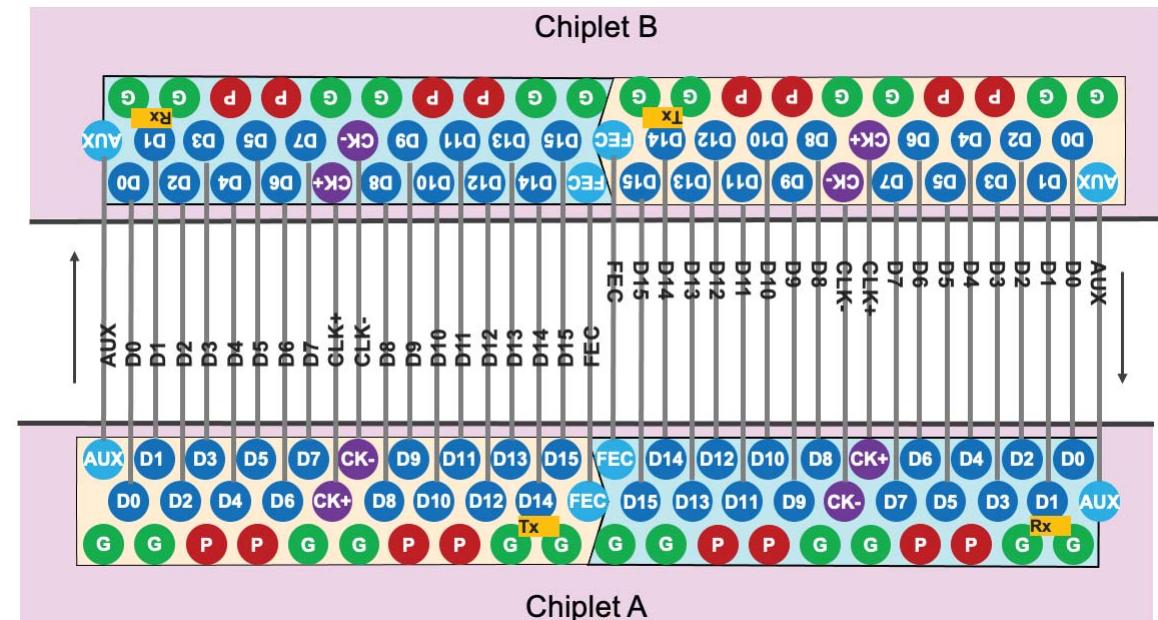 Chiplet B
G G P P G G P P G G G G P P G G P P G G
Rx Tx
AUX D1 D3 D5 D7 CK- D9 D11 D13 D15 FEC D14 D12 D10 D8 CK+ D6 D4 D2 D0
D0 D2 D4 D6 CK+ D8 D10 D12 D14 FEC D15 D13 D11 D9 CK- D7 D5 D3 D1 AUX
AUX D0 D1 D2 D3 D4 D5 D6 D7 CLK+ CLK- D8 D9 D10 D11 D12 D13 D14 D15 FEC FEC D15 D14 D13 D12 D11 D10 D9 D8 CLK- CLK+ D7 D6 D5 D4 D3 D2 D1 D0 AUX
AUX D1 D3 D5 D7 CK- D9 D11 D13 D15 FEC D14 D12 D10 D8 CK+ D6 D4 D2 D0
D0 D2 D4 D6 CK+ D8 D10 D12 D14 FEC D15 D13 D11 D9 CK- D7 D5 D3 D1 AUX
Tx Rx
G G P P G G P P G G G G P P G G P P G G
Chiplet A